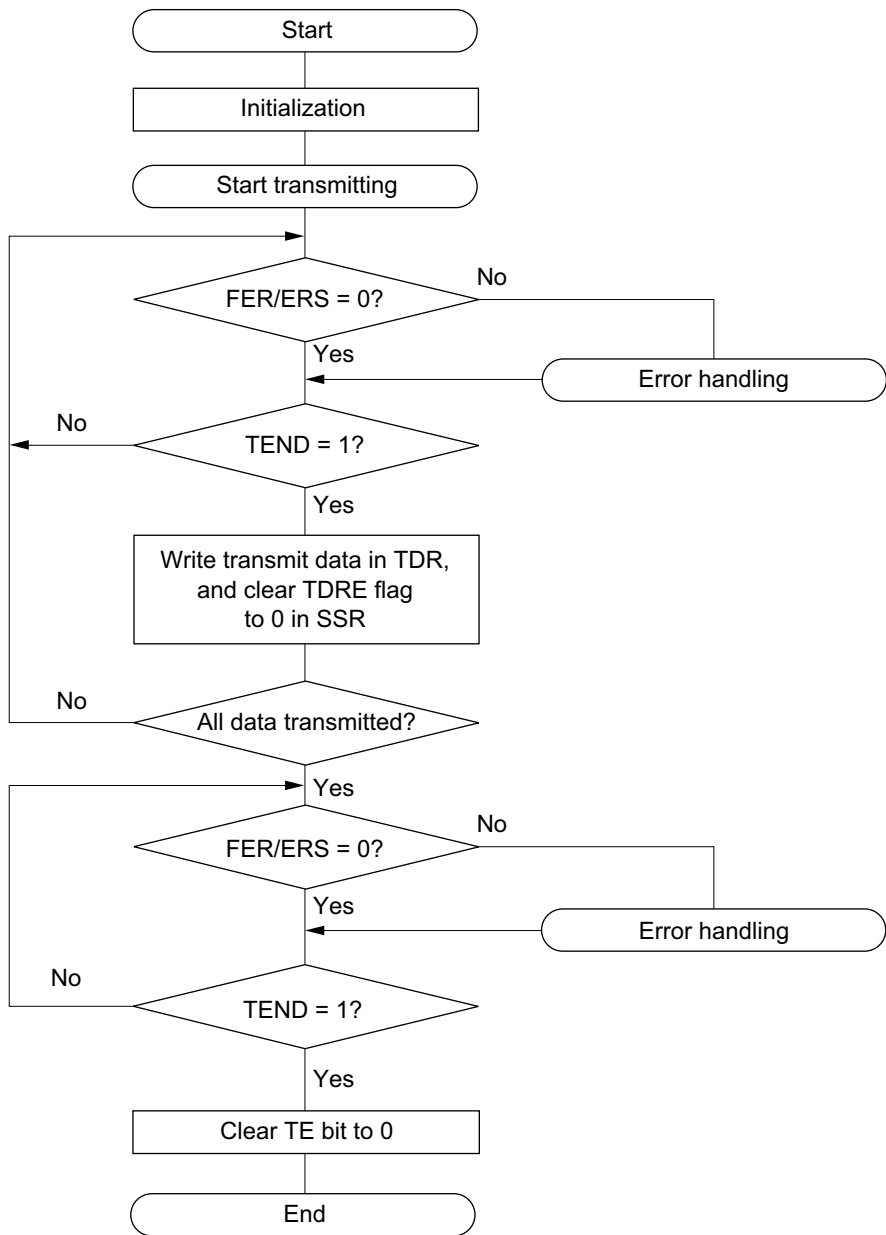 Start
Initialization
Start transmitting
FER/ERS = 0?
No
Yes
Error handling
No
TEND = 1?
Yes
Write transmit data in TDR,
and clear TDRE flag
to 0 in SSR
No
All data transmitted?
Yes
FER/ERS = 0?
No
Yes
Error handling
No
TEND = 1?
Yes
Clear TE bit to 0
End